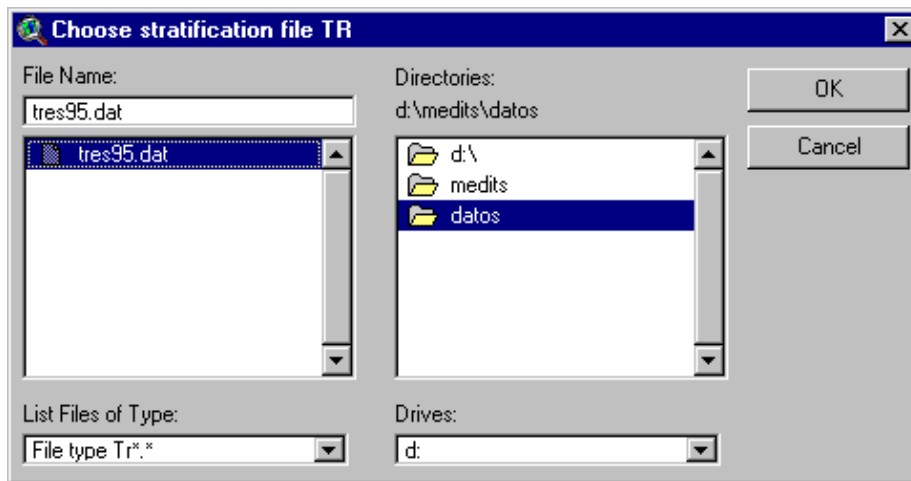 Choose stratification file TR
File Name:
tres95.dat
tres95.dat
List Files of Type:
File type Tr*.*
Directories:
d:\medits\datos
d:\
medits
datos
Drives:
d:
OK
Cancel